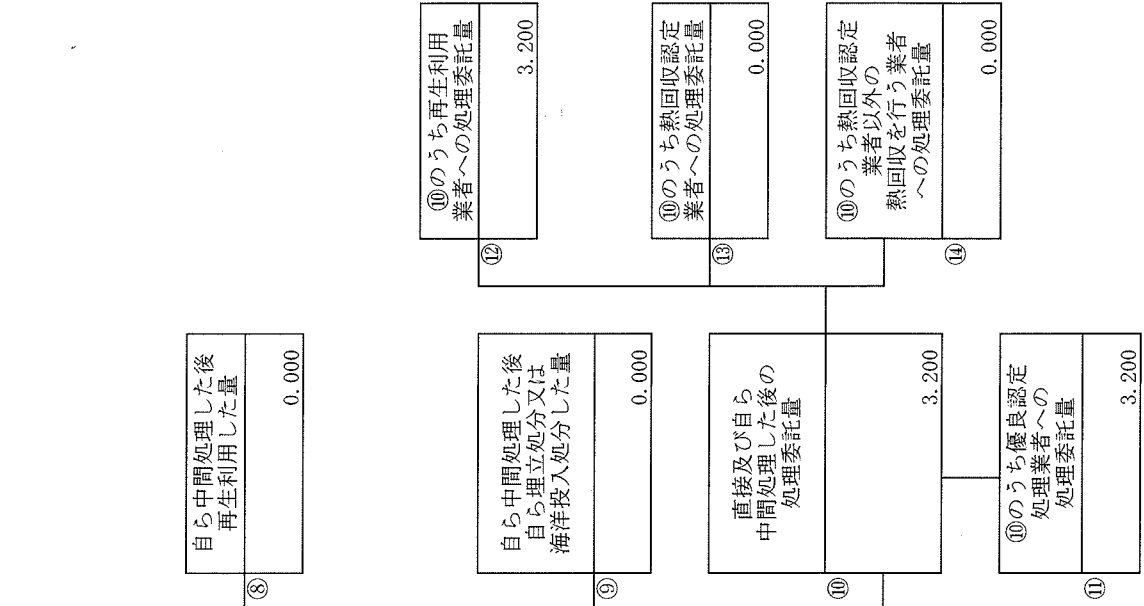 自ら中間処理した後
再生利用した量
⑧
0.000
自ら中間処理した後
自ら埋立処分又は
海洋投入処分した量
⑨
0.000
直接及び自ら
中間処理した後の
処理委託量
⑩
3.200
⑩のうち優良認定
処理業者への
処理委託量
⑪
3.200
⑩のうち再生利用
業者への処理委託量
⑫
3.200
⑩のうち熱回収認定
業者への処理委託量
⑬
0.000
⑩のうち熱回収認定
業者以外の
熱回収を行う業者
への処理委託量
⑭
0.000